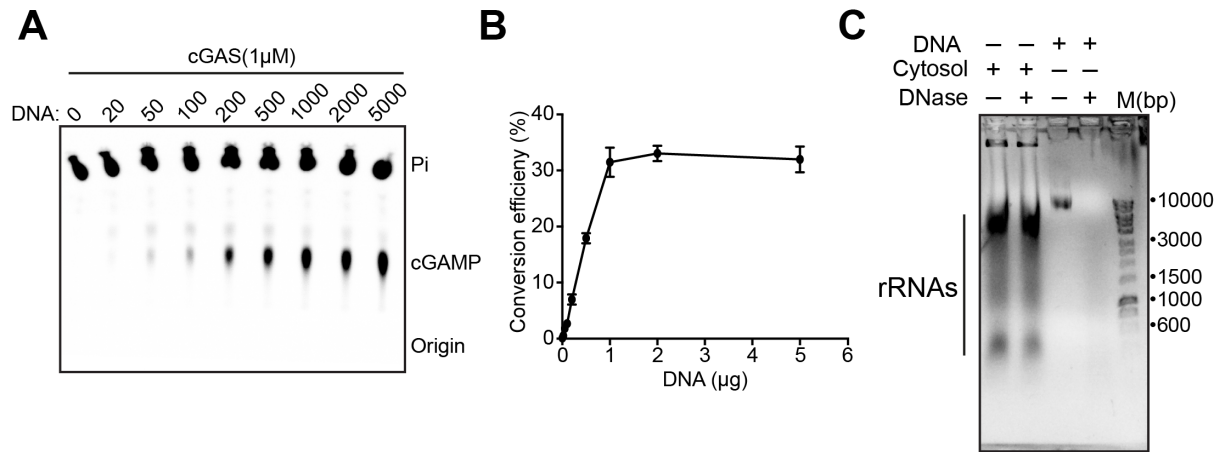 A
cGAS(1μM)
DNA: 0 20 50 100 200 500 1000 2000 5000
Pi
cGAMP
Origin
B
Conversion efficieny (%)
40
30
20
10
0
0 1 2 3 4 5 6
DNA (μg)
C
DNA − − + +
Cytosol + + − −
DNase − + − + M(bp)
10000
3000
1500
1000
600
rRNAs